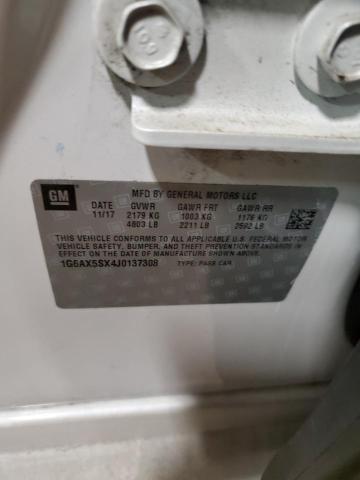 GM
MFD BY GENERAL MOTORS LLC
DATE GVWR GAWR FRT GAWR RR
11/17 2179 KG 1003 KG 1176 KG
4803 LB 2211 LB 2592 LB
THIS VEHICLE CONFORMS TO ALL APPLICABLE U.S. FEDERAL MOTOR
VEHICLE SAFETY, BUMPER, AND THEFT PREVENTION STANDARDS IN
EFFECT ON THE DATE OF MANUFACTURE SHOWN ABOVE.
1G6AX5SX4J0137308 TYPE: PASS CAR